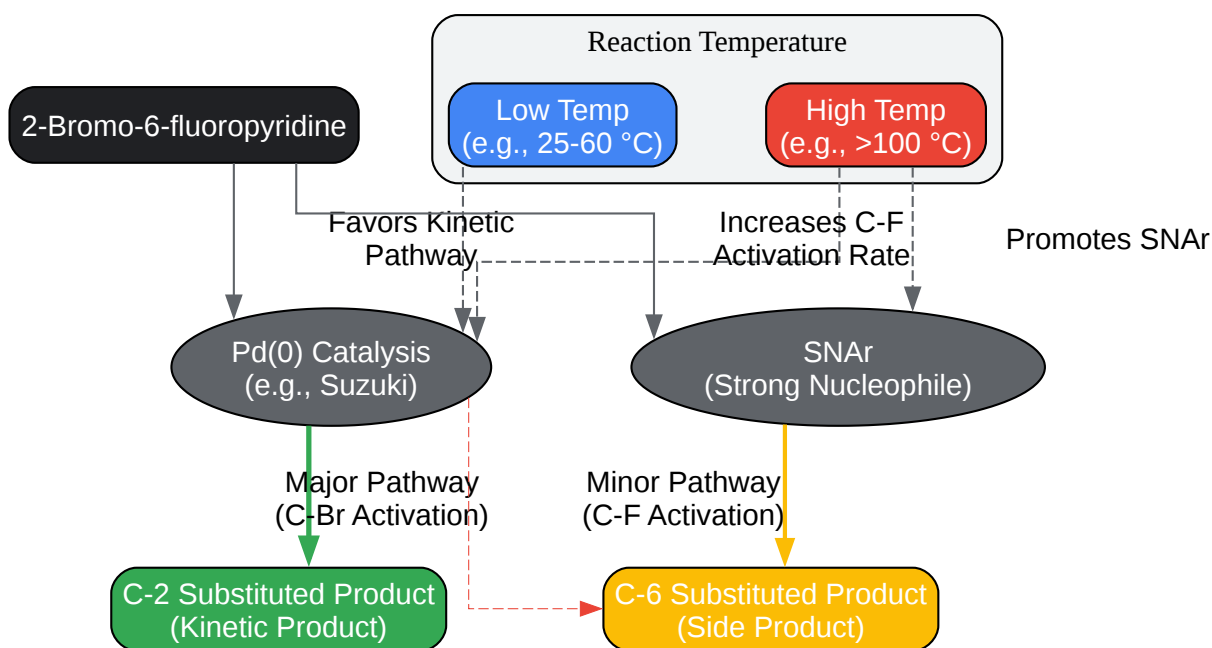 Reaction Temperature
2-Bromo-6-fluoropyridine
Low Temp
(e.g., 25-60 °C)
High Temp
(e.g., >100 °C)
Favors Kinetic
Pathway
Increases C-F
Activation Rate
Promotes SNAr
Pd(0) Catalysis
(e.g., Suzuki)
SNAr
(Strong Nucleophile)
Major Pathway
(C-Br Activation)
Minor Pathway
(C-F Activation)
C-2 Substituted Product
(Kinetic Product)
C-6 Substituted Product
(Side Product)